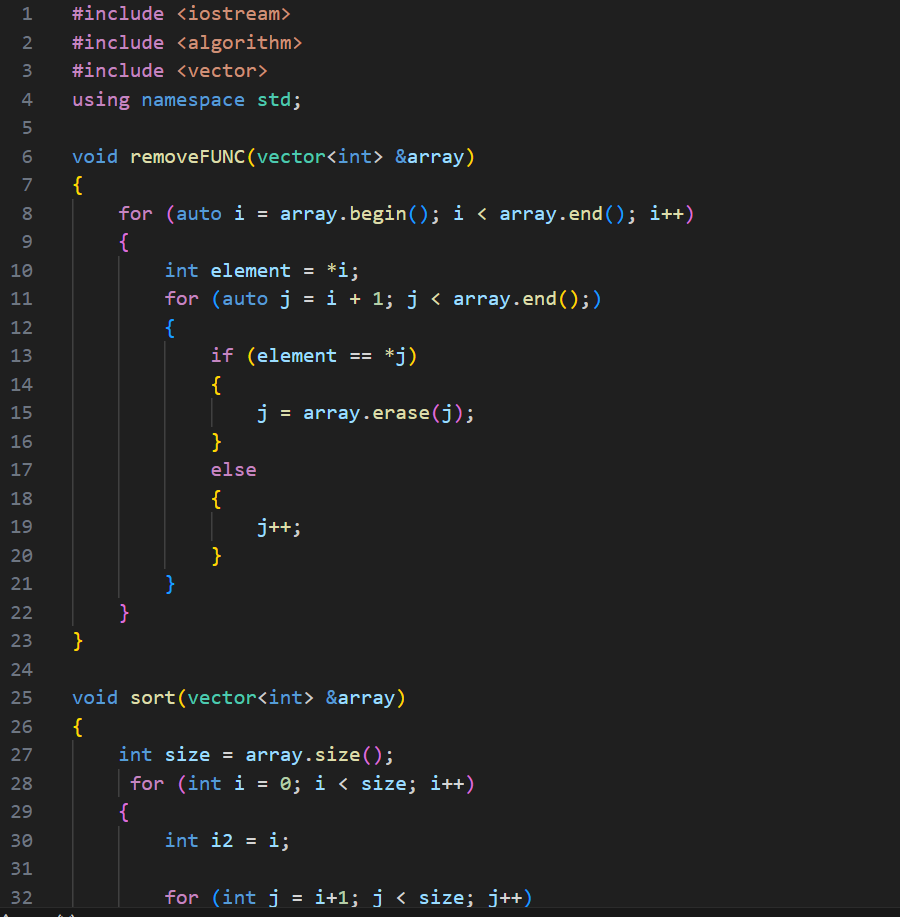 1 #include <iostream>
2 #include <algorithm>
3 #include <vector>
4 using namespace std;
5
6 void removeFUNC(vector<int> &array)
7 {
8     for (auto i = array.begin(); i < array.end(); i++)
9     {
10         int element = *i;
11         for (auto j = i + 1; j < array.end();)
12         {
13             if (element == *j)
14             {
15                 j = array.erase(j);
16             }
17             else
18             {
19                 j++;
20             }
21         }
22     }
23 }
24
25 void sort(vector<int> &array)
26 {
27     int size = array.size();
28      for (int i = 0; i < size; i++)
29     {
30         int i2 = i;
31
32         for (int j = i+1; j < size; j++)